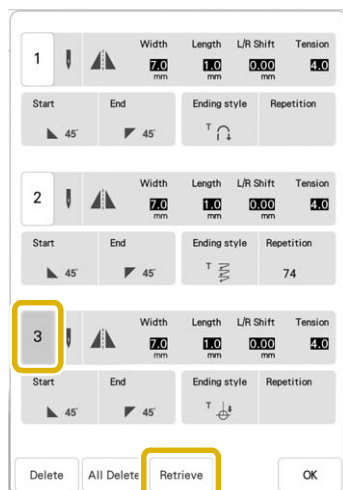 Width Length L/R Shift Tension
1 7.0 1.0 0.00 4.0
mm mm mm
Start End Ending style Repetition
45° 45° T
Width Length L/R Shift Tension
2 7.0 1.0 0.00 4.0
mm mm mm
Start End Ending style Repetition
45° 45° T 74
Width Length L/R Shift Tension
3 7.0 1.0 0.00 4.0
mm mm mm
Start End Ending style Repetition
45° 45° T
Delete All Delete Retrieve OK